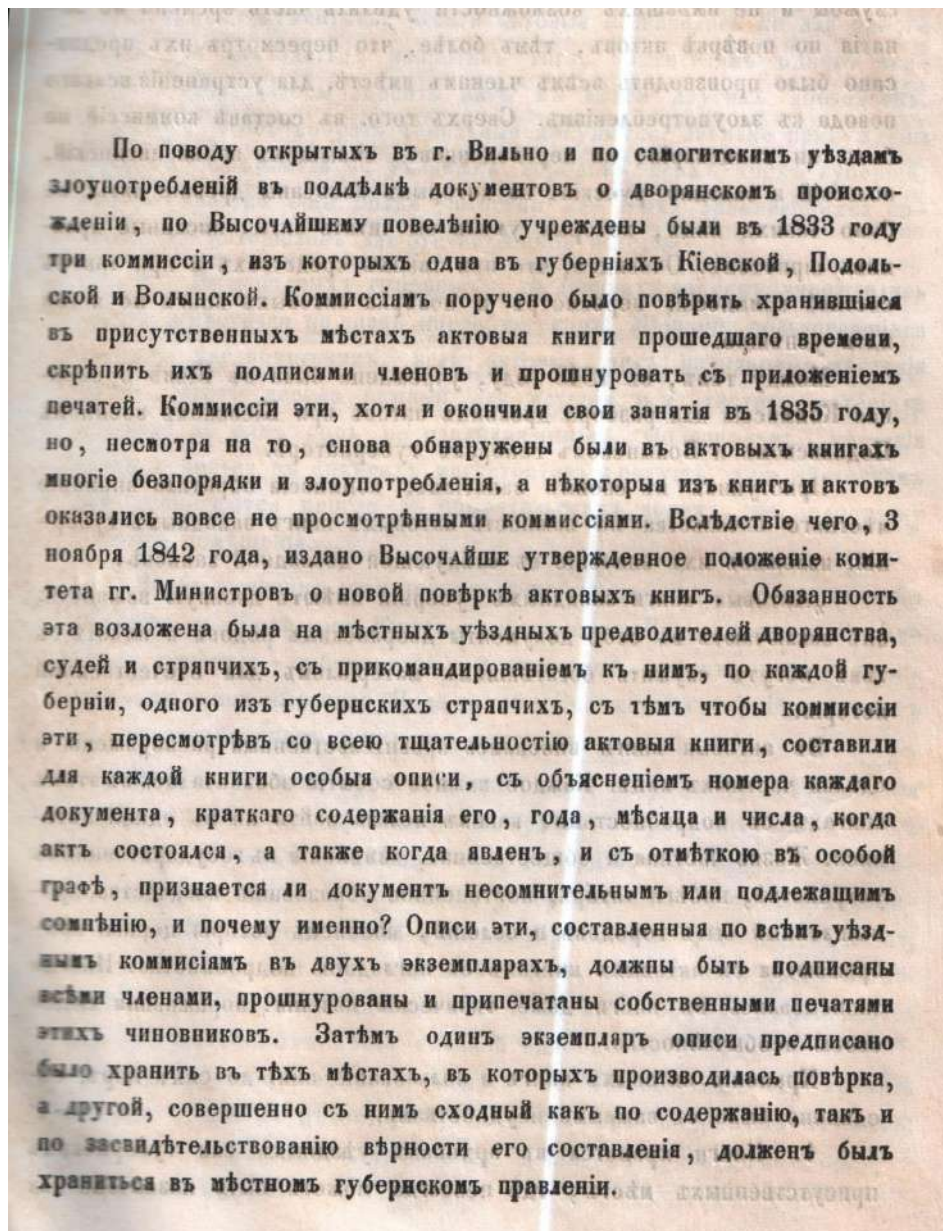 По поводу открытыхъ въ г. Вильно и по самогитскимъ уѣздамъ
злоупотребленій въ поддѣлкѣ документовъ о дворянскомъ происхо-
жденіи, по Высочайшему повелѣнію учреждены были въ 1833 году
три коммиссіи, изъ которыхъ одна въ губерніяхъ Кіевской, Подоль-
ской и Волынской. Коммиссіямъ поручено было повѣрить хранившіяся
въ присутственныхъ мѣстахъ актовыя книги прошедщаго времени,
скрѣпить ихъ подписями членовъ и прошнуровать съ приложеніемъ
печатей. Коммиссіи эти, хотя и окончили свои занятія въ 1835 году,
но, несмотря на то, снова обнаружены были въ актовыхъ книгахъ
многіе безпорядки и злоупотребленія, а нѣкоторыя изъ книгъ и актовъ
оказались вовсе не просмотрѣнными коммиссіями. Вслѣдствіе чего, 3
ноября 1842 года, издано Высочайше утвержденное положеніе коми-
тета гг. Министровъ о новой повѣркѣ актовыхъ книгъ. Обязанность
эта возложена была на мѣстныхъ уѣздныхъ предводителей дворянства,
судей и стряпчихъ, съ прикомандированіемъ къ нимъ, по каждой гу-
берніи, одного изъ губернскихъ стряпчихъ, съ тѣмъ чтобы коммиссіи
эти, пересмотрѣвъ со всею тщательностію актовыя книги, составили
для каждой книги особыя описи, съ объясненіемъ номера каждаго
документа, краткаго содержанія его, года, мѣсяца и числа, когда
актъ состоялся, а также когда явленъ, и съ отмѣткою въ особой
графѣ, признается ли документъ несомнительнымъ или подлежащимъ
сомнѣнію, и почему именно? Описи эти, составленныя по всѣмъ уѣзд-
нымъ коммисіямъ въ двухъ экземплярахъ, должны быть подписаны
всѣми членами, прошнурованы и припечатаны собственными печатями
этихъ чиновниковъ. Затѣмъ одинъ экземпляръ описи предписано
было хранить въ тѣхъ мѣстахъ, въ которыхъ производилась повѣрка,
а другой, совершенно съ нимъ сходный какъ по содержанію, такъ и
по засвидѣтельствованію вѣрности его составленія, долженъ былъ
храниться въ мѣстномъ губернскомъ правленіи.